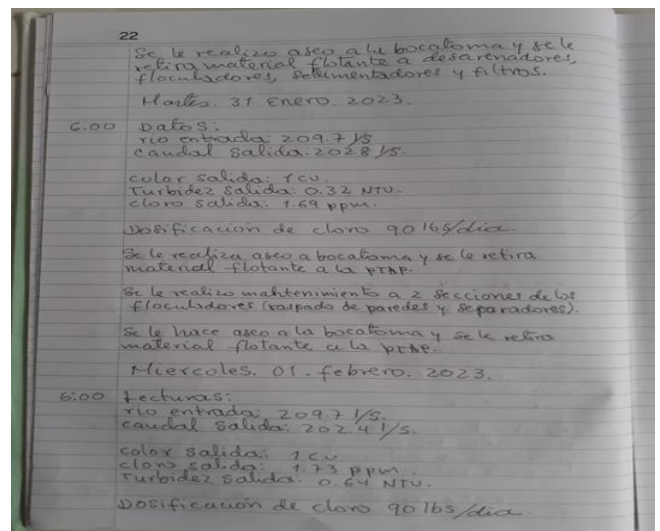 22
Se le realizo aseo a la bocatoma y se le
retira material flotante a desarenadores,
floculadores, sedimentadores y filtros.
Martes. 31 Enero. 2023.
6:00 Datos:
rio entrada: 209.7 l/s
caudal salida: 202.8 l/s.
color salida: 1 cu
Turbidez salida: 0.32 NTU.
cloro salida: 1.69 ppm.
Dosificación de cloro 90 lbs/dia.
Se le realiza aseo a bocatoma y se le retira
material flotante a la PTAP.
Se le realizo mantenimiento a 2 secciones de los
floculadores (raspado de paredes y separadores).
Se le hace aseo a la bocatoma y se le retira
material flotante a la PTAP.
Miercoles. 01. febrero. 2023.
6:00 Lecturas:
rio entrada: 209.7 l/s.
caudal salida: 202.4 l/s.
color salida: 1 cu
cloro salida: 1.73 ppm
Turbidez salida: 0.64 NTU.
Dosificación de cloro 90 lbs/dia.